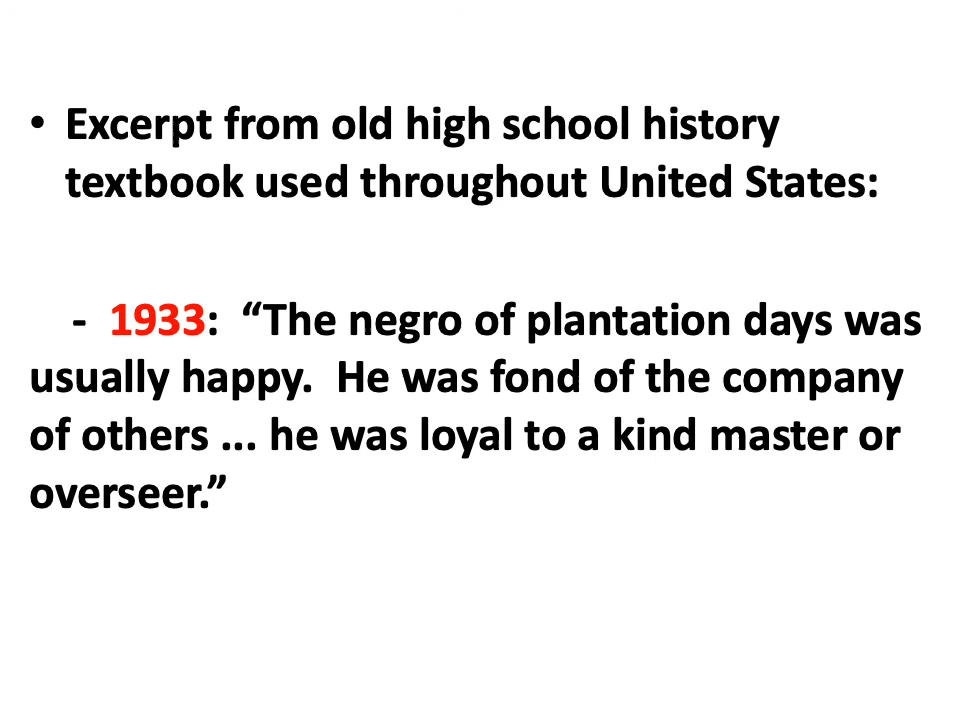 • Excerpt from old high school history
textbook used throughout United States:
- 1933: “The negro of plantation days was
usually happy. He was fond of the company
of others ... he was loyal to a kind master or
overseer.”